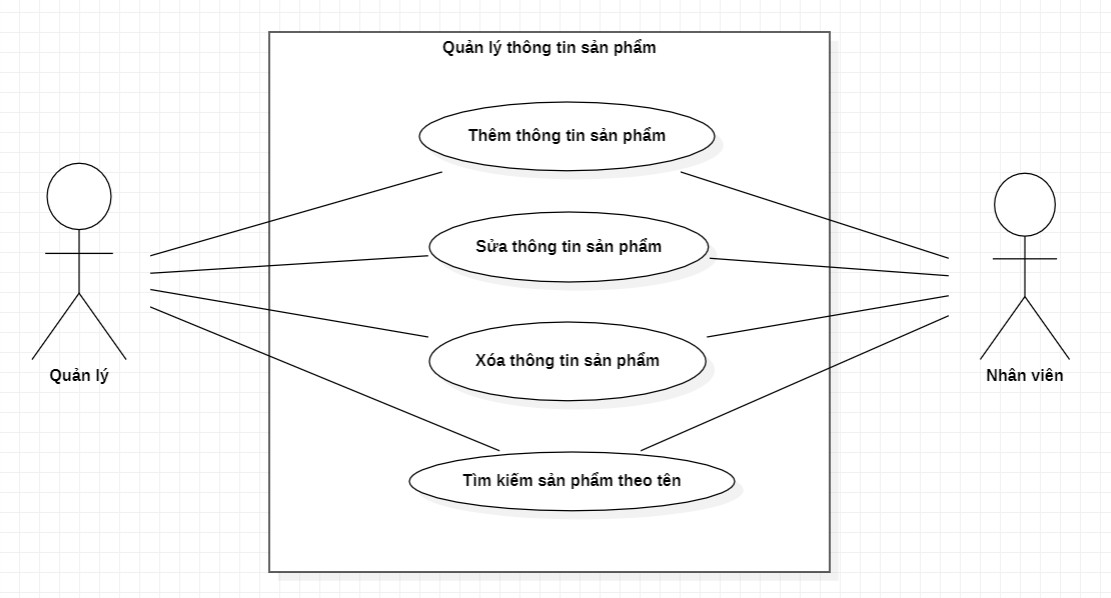 Quản lý thông tin sản phẩm
Thêm thông tin sản phẩm
Sửa thông tin sản phẩm
Xóa thông tin sản phẩm
Tìm kiếm sản phẩm theo tên
Quản lý
Nhân viên